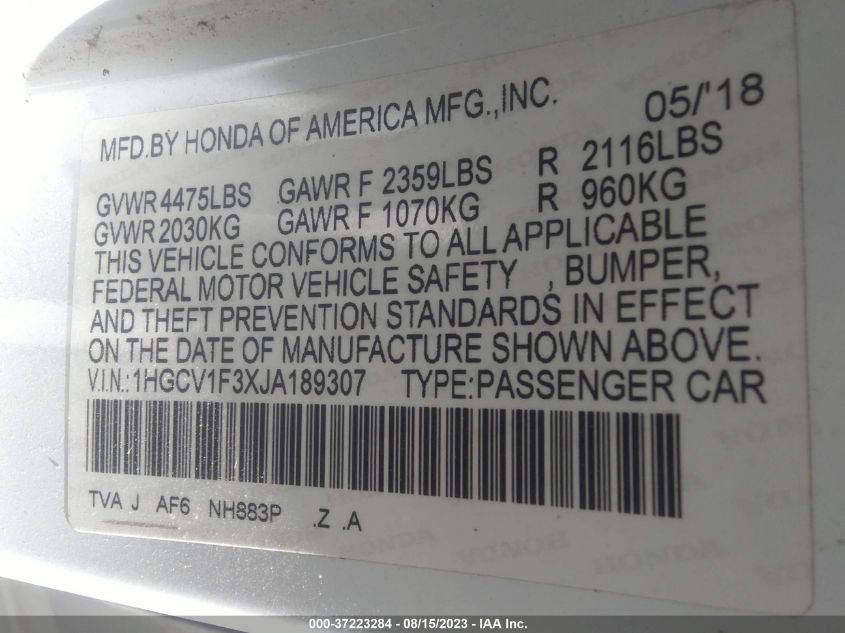 MFD.BY HONDA OF AMERICA MFG.,INC. 05/'18
GVWR 4475LBS GAWR F 2359LBS R 2116LBS
GVWR 2030KG GAWR F 1070KG R 960KG
THIS VEHICLE CONFORMS TO ALL APPLICABLE
FEDERAL MOTOR VEHICLE SAFETY , BUMPER,
AND THEFT PREVENTION STANDARDS IN EFFECT
ON THE DATE OF MANUFACTURE SHOWN ABOVE.
V.I.N.:1HGCV1F3XJA189307 TYPE:PASSENGER CAR
TVA J AF6 NH883P .Z .A
000-37223284 - 08/15/2023 - IAA Inc.